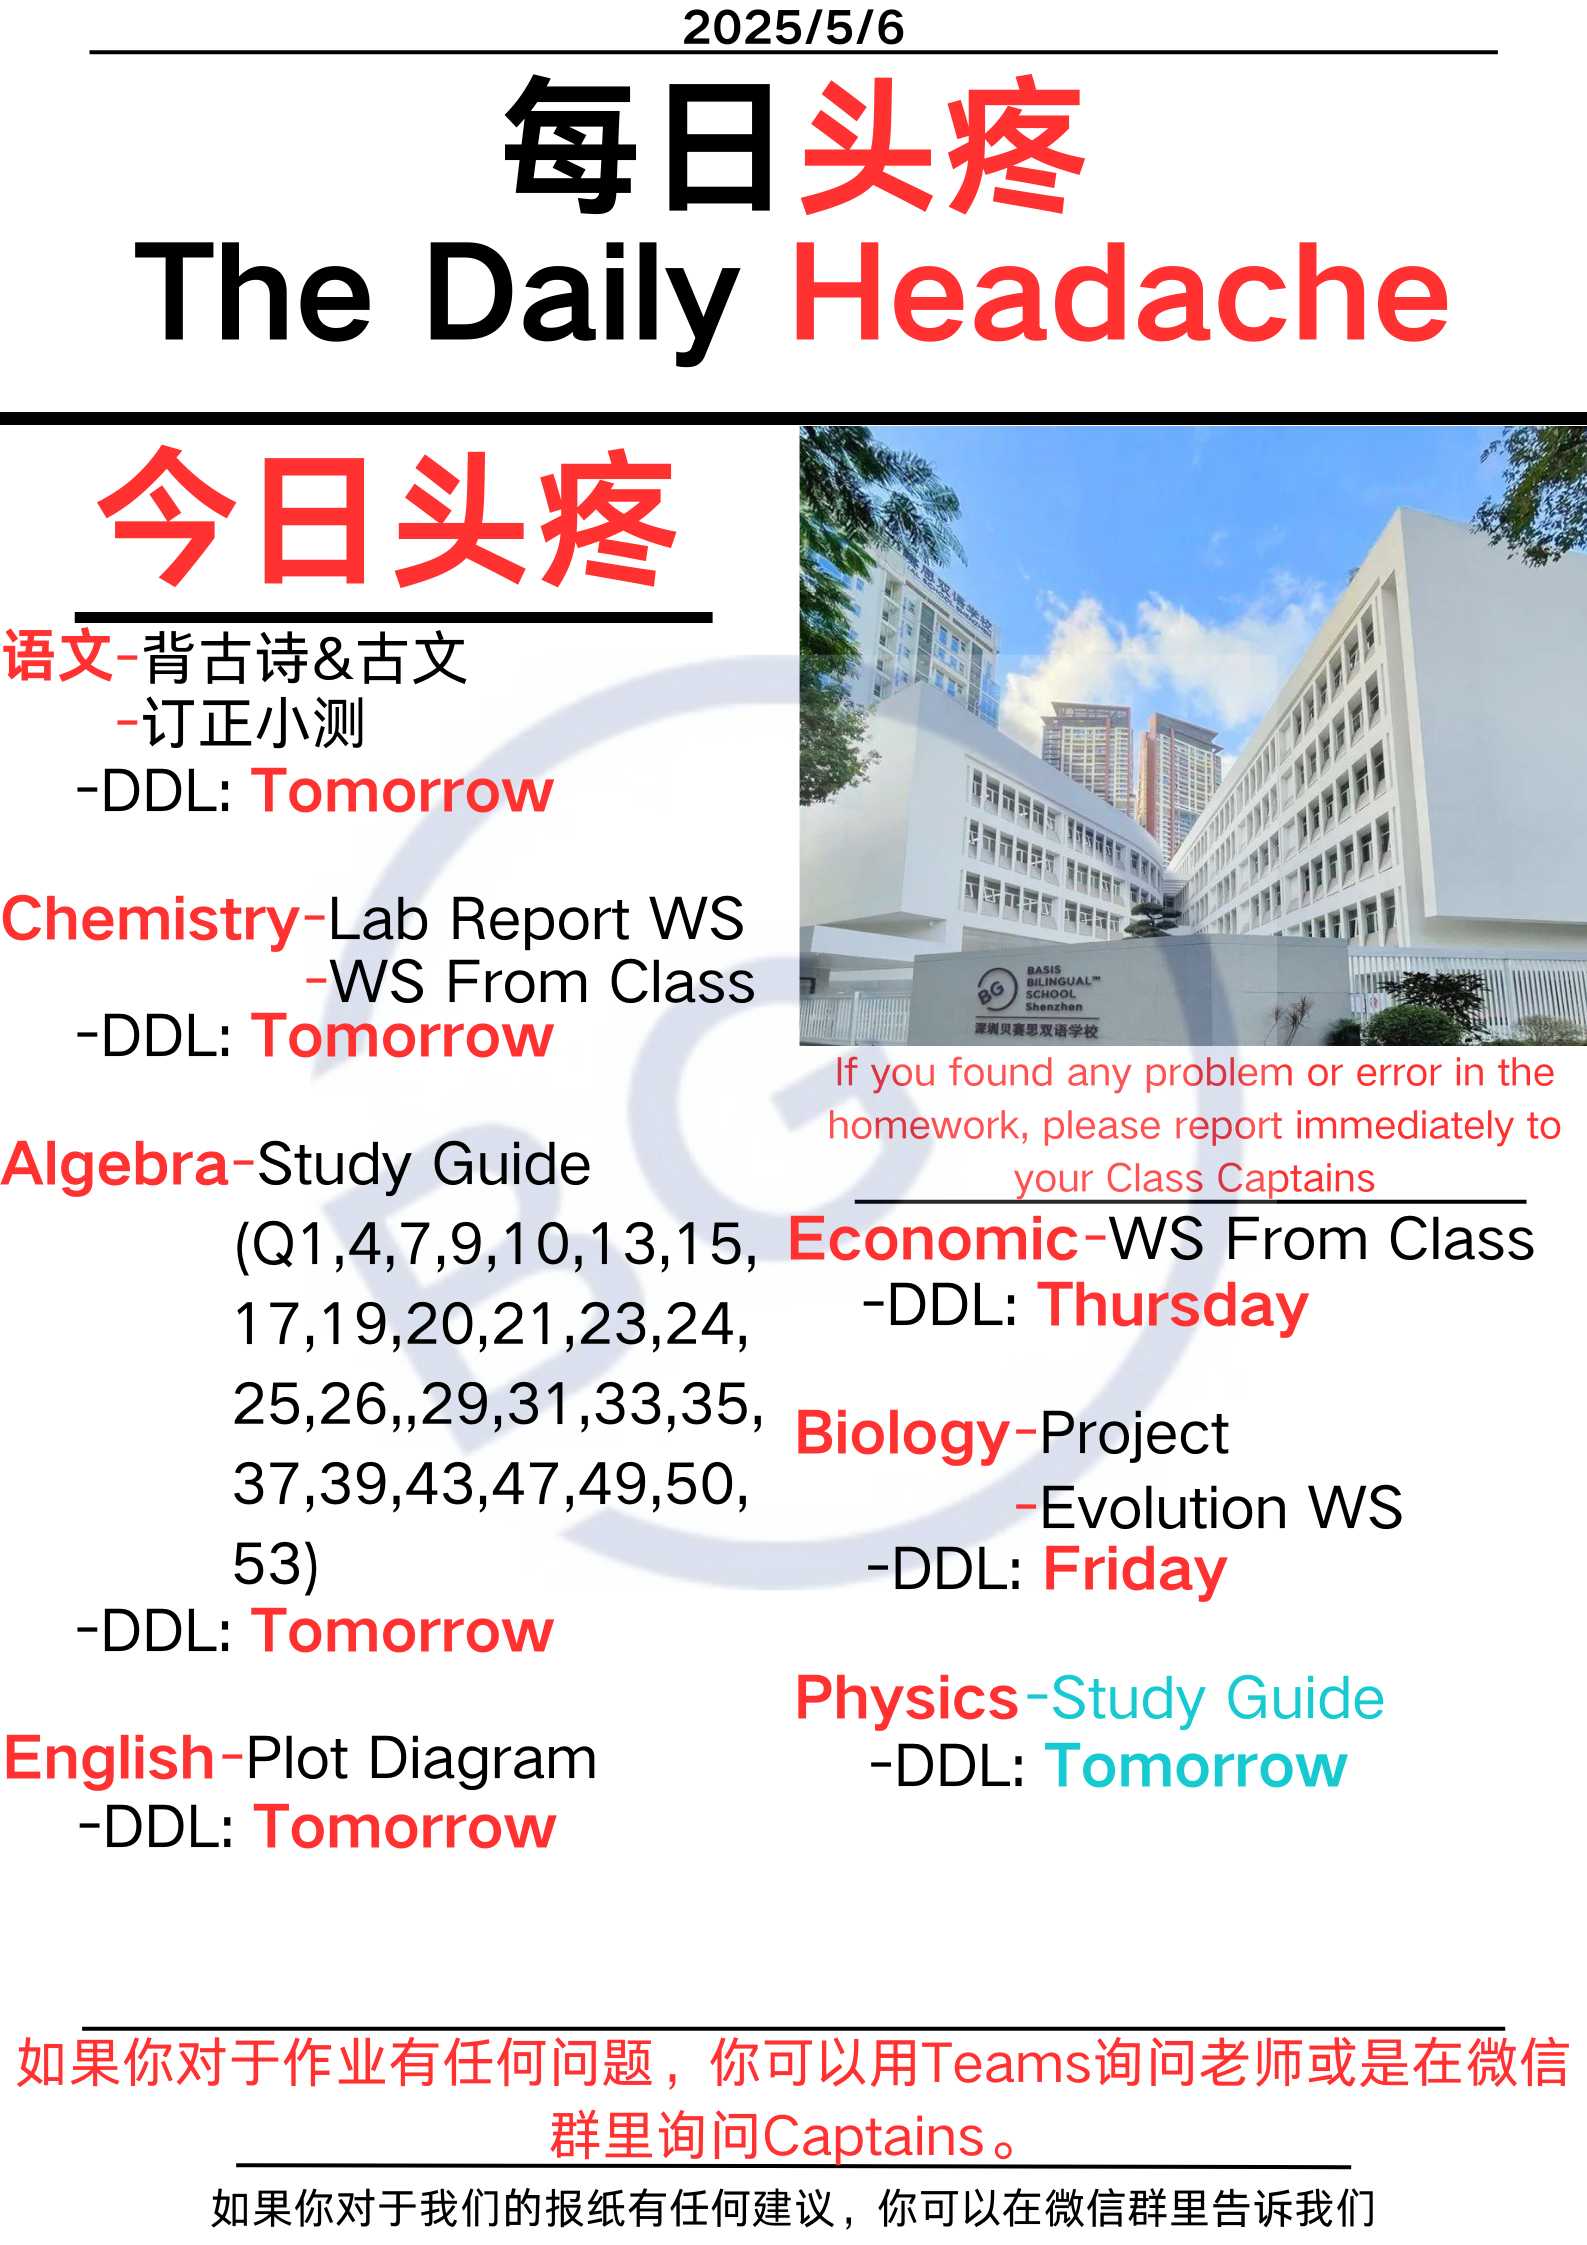 2025/5/6
每日头疼
The Daily Headache
今日头疼
语文-背古诗&古文
-订正小测
-DDL: Tomorrow
Chemistry-Lab Report WS
-WS From Class
-DDL: Tomorrow
Algebra-Study Guide
(Q1,4,7,9,10,13,15,
17,19,20,21,23,24,
25,26,,29,31,33,35,
37,39,43,47,49,50,
53)
-DDL: Tomorrow
English-Plot Diagram
-DDL: Tomorrow
BG
BASIS
BILINGUAL™
SCHOOL
Shenzhen
深圳贝赛思双语学校
If you found any problem or error in the
homework, please report immediately to
your Class Captains
Economic-WS From Class
-DDL: Thursday
Biology-Project
-Evolution WS
-DDL: Friday
Physics-Study Guide
-DDL: Tomorrow
BG
如果你对于作业有任何问题，你可以用Teams询问老师或是在微信
群里询问Captains。
如果你对于我们的报纸有任何建议，你可以在微信群里告诉我们